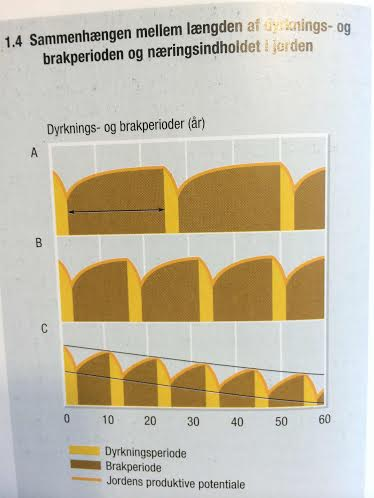 1.4 Sammenhængen mellem længden af dyrknings- og
brakperioden og næringsindholdet i jorden
Dyrknings- og brakperioder (år)
A
B
C
0 10 20 30 40 50 60
Dyrkningsperiode
Brakperiode
Jordens produktive potentiale